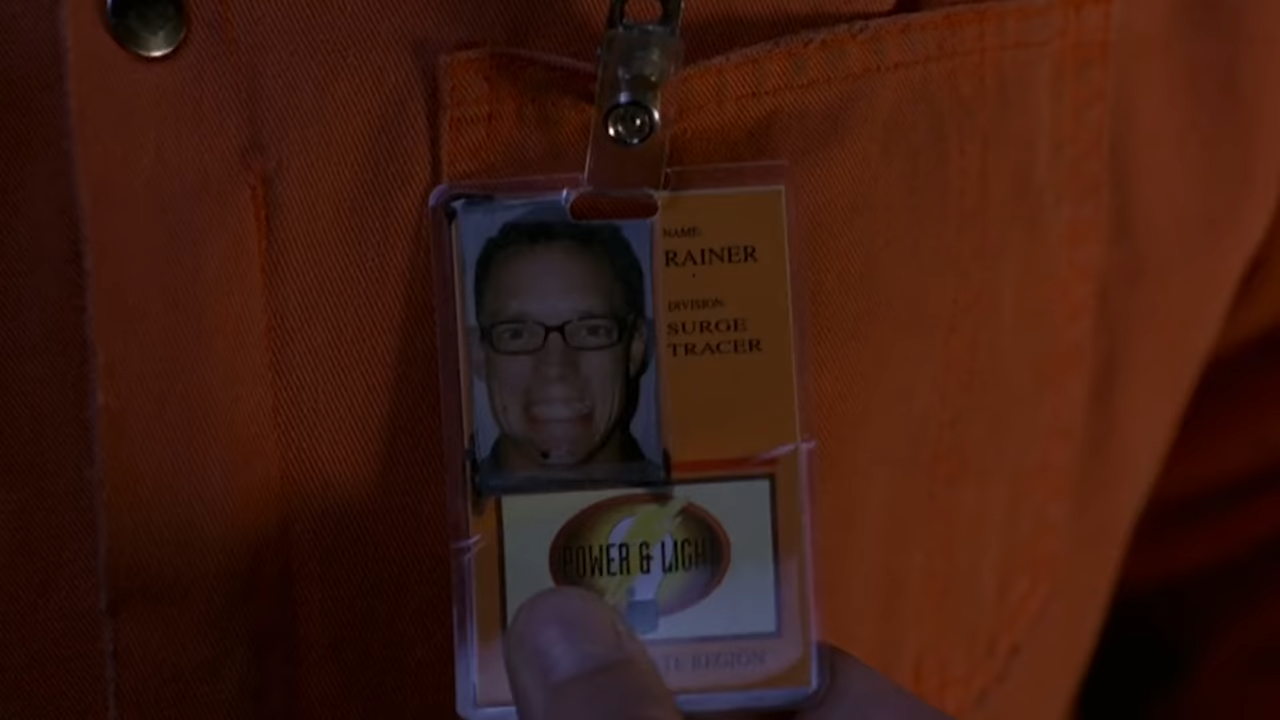 NAME:
RAINER
DIVISION:
SURGE
TRACER
POWER & LIGHT
REGION